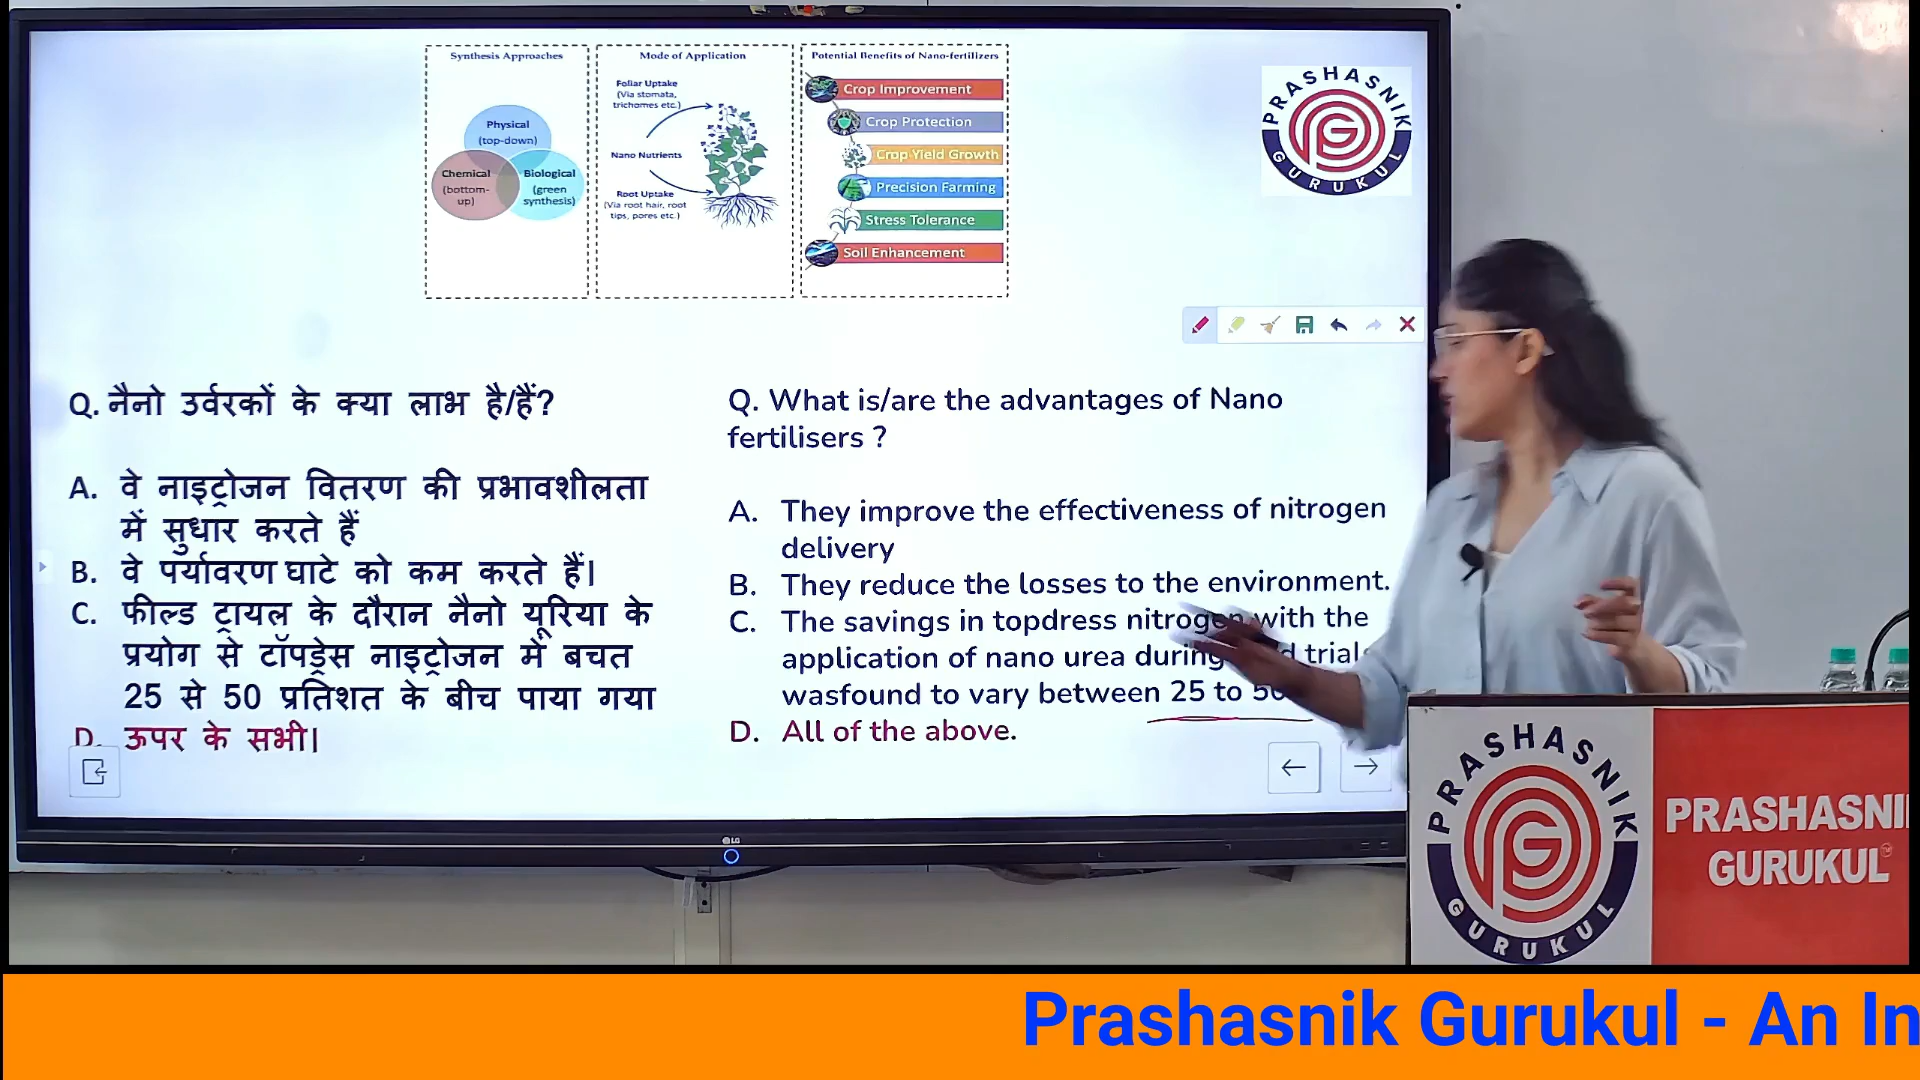 Synthesis Approaches
Physical
(top-down)
Chemical
(bottom-
up)
Biological
(green
synthesis)
Mode of Application
Foliar Uptake
(Via stomata,
trichomes etc.)
Nano Nutrients
Root Uptake
(Via root hair, root
tips, pores etc.)
Potential Benefits of Nano-fertilizers
Crop Improvement
Crop Protection
Crop Yield Growth
Precision Farming
Stress Tolerance
Soil Enhancement
PRASHASNIK
GURUKUL
Q. नैनो उर्वरकों के क्या लाभ है/हैं?
A. वे नाइट्रोजन वितरण की प्रभावशीलता
में सुधार करते हैं
B. वे पर्यावरण घाटे को कम करते हैं।
C. फील्ड ट्रायल के दौरान नैनो यूरिया के
प्रयोग से टॉपड्रेस नाइट्रोजन में बचत
25 से 50 प्रतिशत के बीच पाया गया
D. ऊपर के सभी।
Q. What is/are the advantages of Nano
fertilisers ?
A. They improve the effectiveness of nitrogen
delivery
B. They reduce the losses to the environment.
C. The savings in topdress nitrogen with the
application of nano urea during
wasfound to vary between 25 to
D. All of the above.
LG
PRASHASNIK
GURUKUL
PRASHASNI
GURUKUL TM
Prashasnik Gurukul - An In